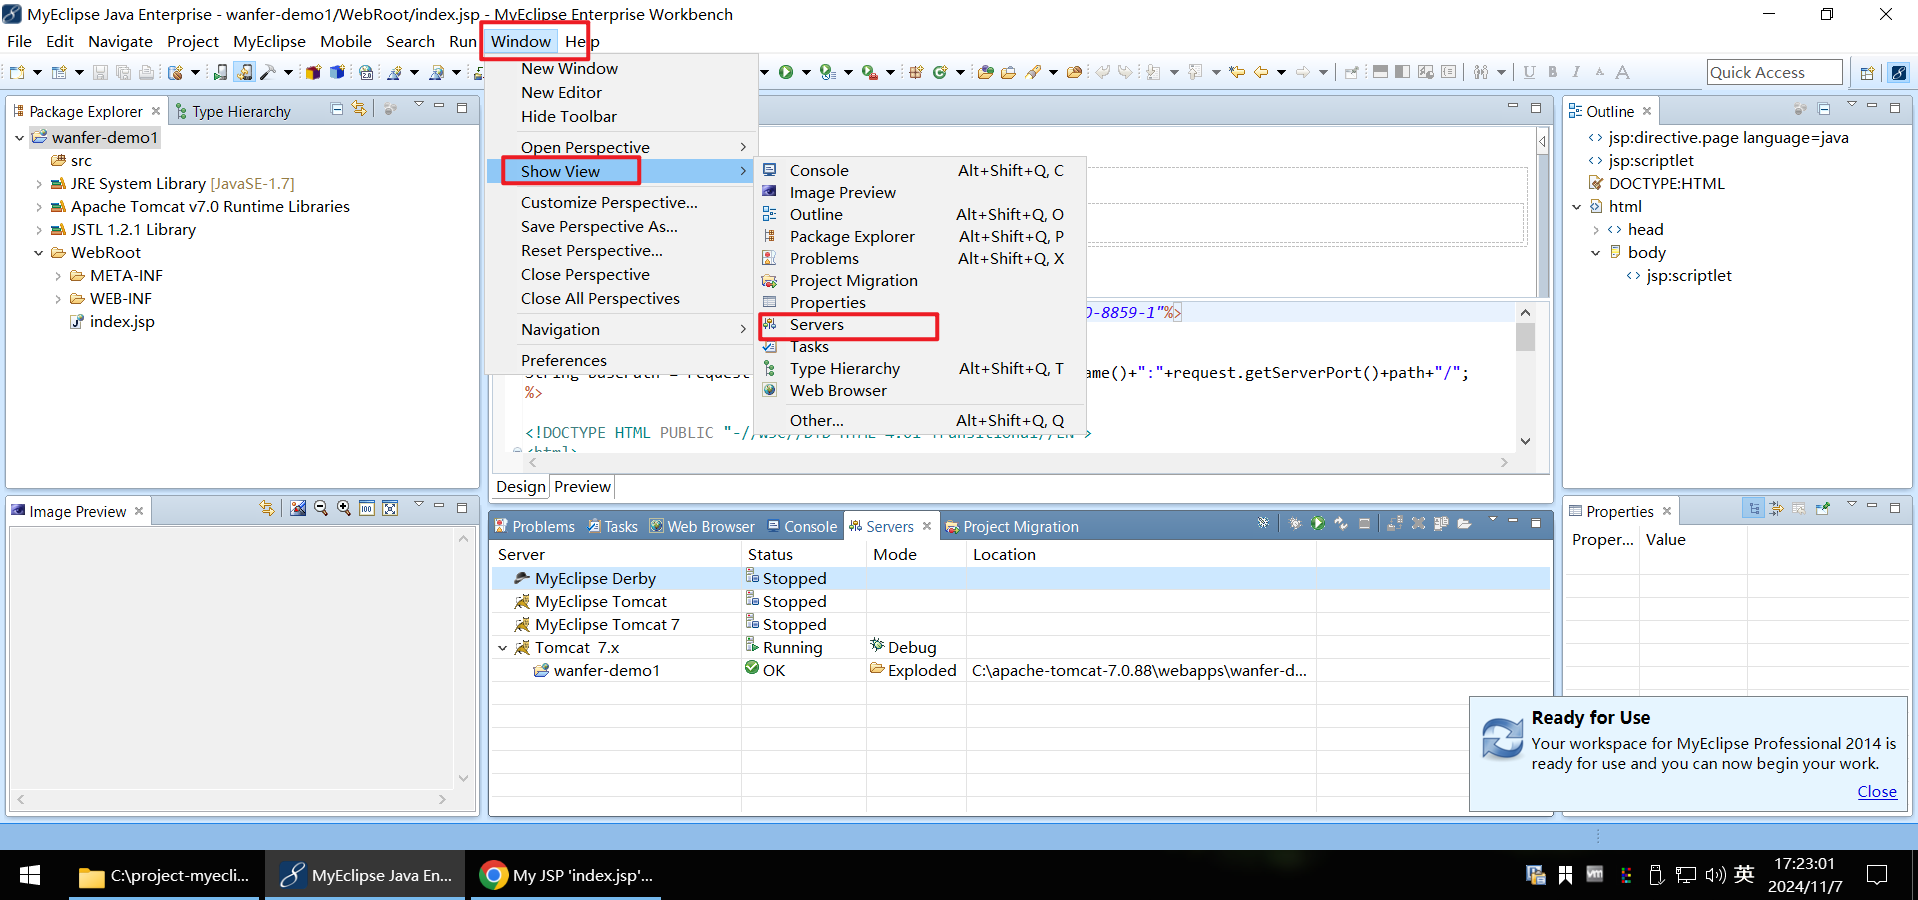 MyEclipse Java Enterprise - wanfer-demo1/WebRoot/index.jsp - MyEclipse Enterprise Workbench
File Edit Navigate Project MyEclipse Mobile Search Run Window Help
Quick Access
Package Explorer
Type Hierarchy
wanfer-demo1
src
JRE System Library [JavaSE-1.7]
Apache Tomcat v7.0 Runtime Libraries
JSTL 1.2.1 Library
WebRoot
META-INF
WEB-INF
index.jsp
New Window
New Editor
Hide Toolbar
Open Perspective
Show View
Customize Perspective...
Save Perspective As...
Reset Perspective...
Close Perspective
Close All Perspectives
Navigation
Preferences
Console Alt+Shift+Q, C
Image Preview
Outline Alt+Shift+Q, O
Package Explorer Alt+Shift+Q, P
Problems Alt+Shift+Q, X
Project Migration
Properties
Servers
Tasks
Type Hierarchy Alt+Shift+Q, T
Web Browser
Other... Alt+Shift+Q, Q
-8859-1"%>
ame()+":"+request.getServerPort()+path+"/";
%>
<!DOCTYPE HTML PUBLIC "-//W3C//DTD HTML 4.01 Transitional//EN">
<html>
Design Preview
Outline
jsp:directive.page language=java
jsp:scriptlet
DOCTYPE:HTML
html
head
body
jsp:scriptlet
Image Preview
Problems Tasks Web Browser Console Servers Project Migration
Server Status Mode Location
MyEclipse Derby Stopped
MyEclipse Tomcat Stopped
MyEclipse Tomcat 7 Stopped
Tomcat 7.x Running Debug
wanfer-demo1 OK Exploded C:\apache-tomcat-7.0.88\webapps\wanfer-d...
Properties
Proper... Value
Ready for Use
Your workspace for MyEclipse Professional 2014 is
ready for use and you can now begin your work.
Close
C:\project-myecli...
MyEclipse Java En...
My JSP 'index.jsp'...
英
17:23:01
2024/11/7